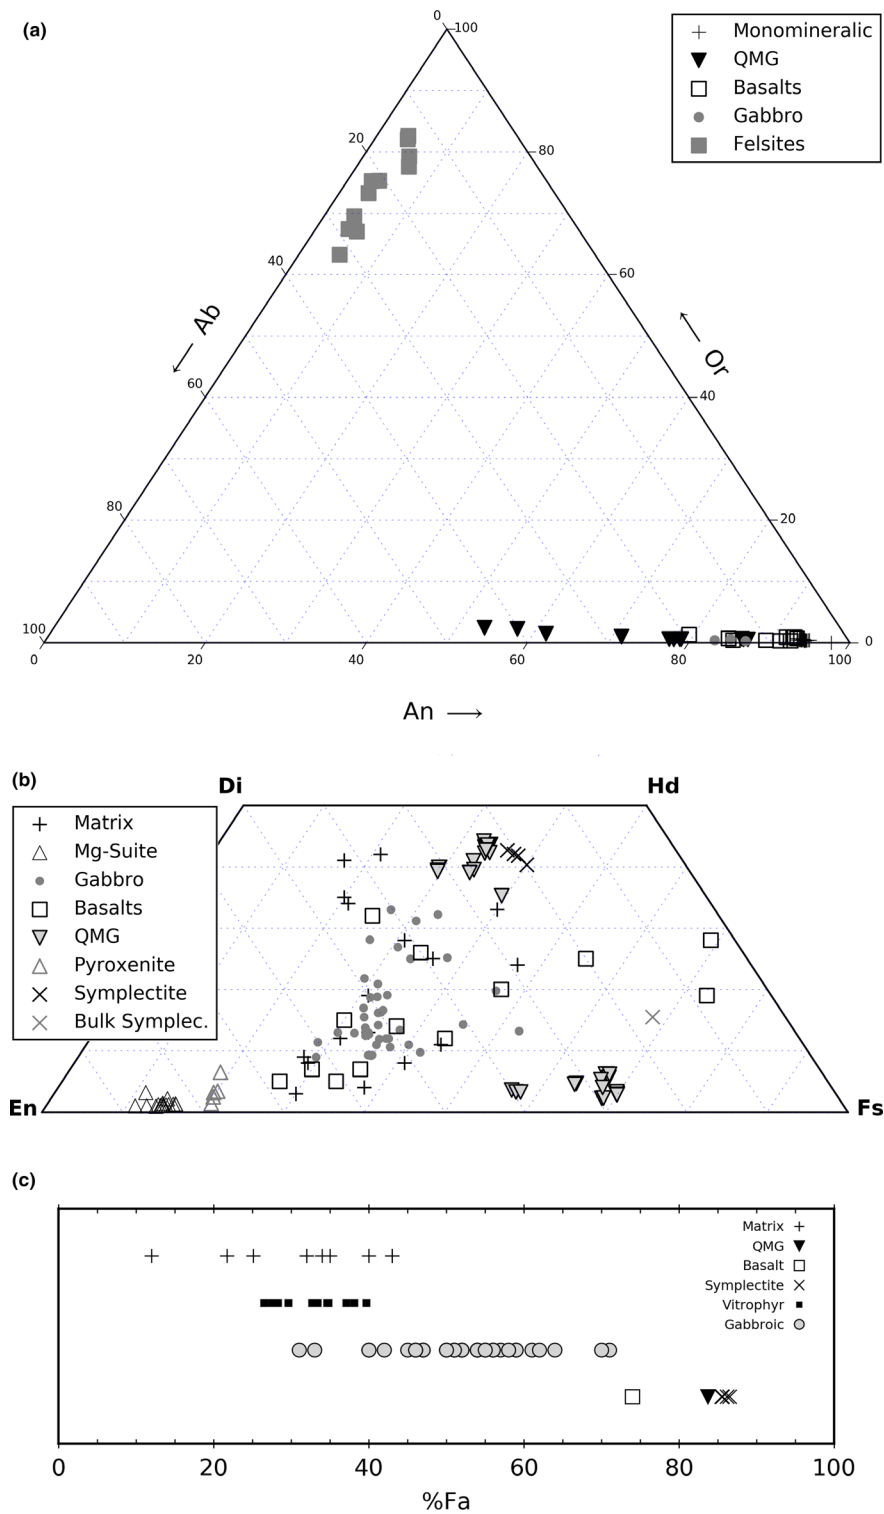 (a)
0
100
Monomineralic
QMG
Basalts
Gabbro
Felsites
20
80
40
60
← Ab
← Or
60
40
80
20
100
0
0
20
40
60
80
100
An →
(b)
Di
Hd
Matrix
Mg-Suite
Gabbro
Basalts
QMG
Pyroxenite
Symplectite
Bulk Symplec.
En
Fs
(c)
Matrix
QMG
Basalt
Symplectite
Vitrophyr
Gabbroic
0
20
40
60
80
100
%Fa